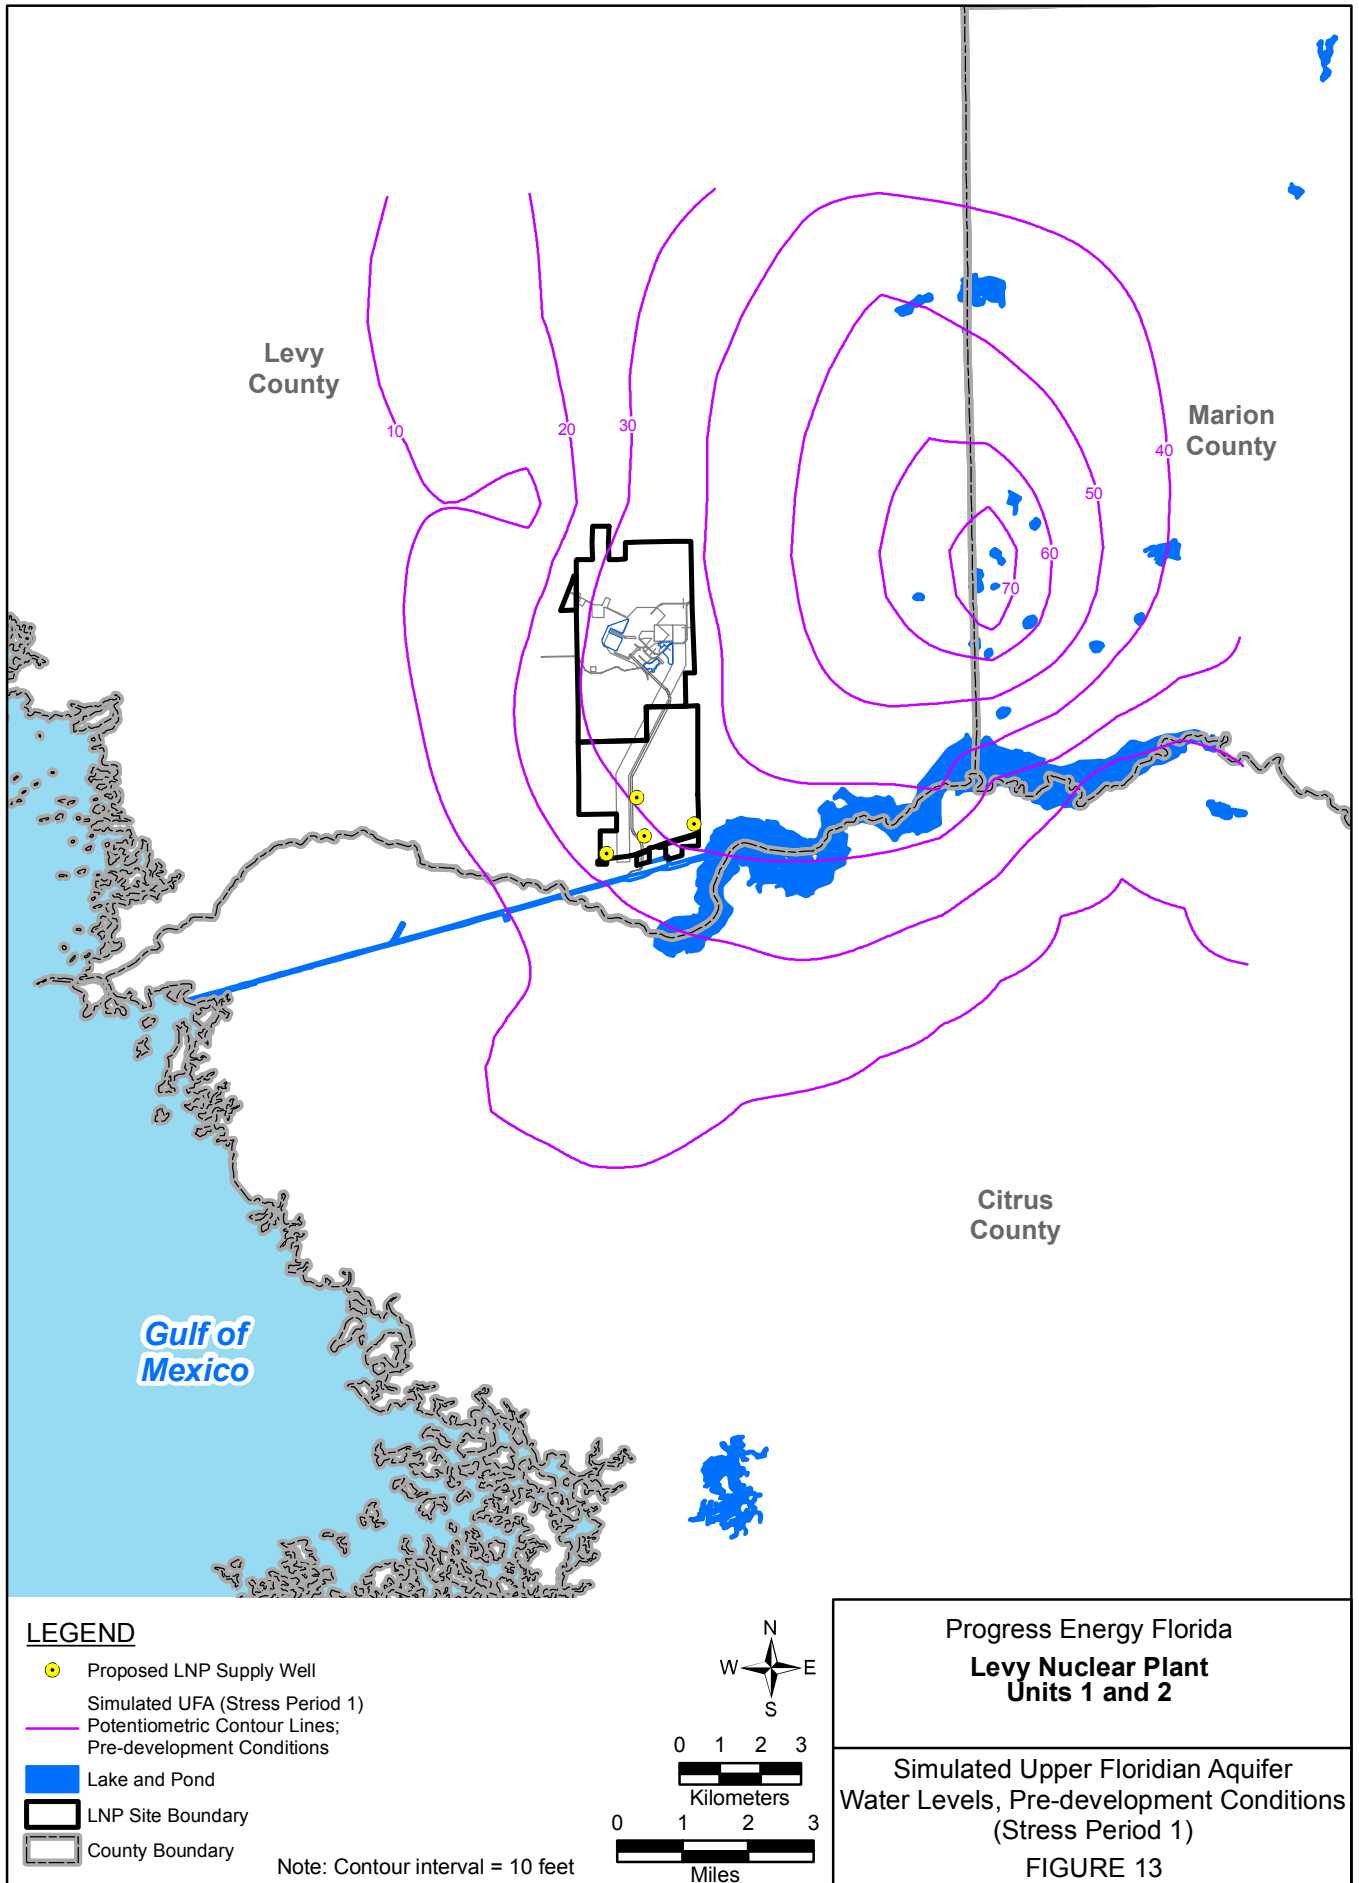 Levy
County
Marion
County
10
20
30
40
50
60
70
Citrus
County
Gulf of
Mexico
LEGEND
Proposed LNP Supply Well
Simulated UFA (Stress Period 1)
Potentiometric Contour Lines;
Pre-development Conditions
Lake and Pond
LNP Site Boundary
County Boundary
Note: Contour interval = 10 feet
N
W E
S
0 1 2 3
Kilometers
0 1 2 3
Miles
Progress Energy Florida
Levy Nuclear Plant
Units 1 and 2
Simulated Upper Floridian Aquifer
Water Levels, Pre-development Conditions
(Stress Period 1)
FIGURE 13